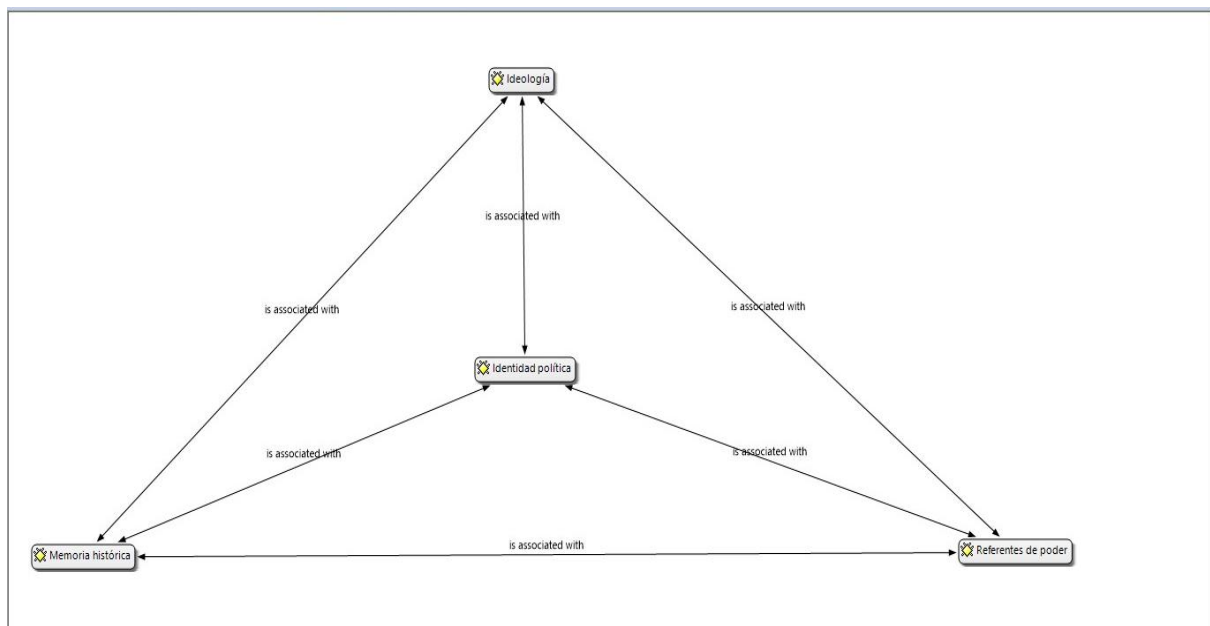 Ideología
is associated with
is associated with
is associated with
Identidad política
is associated with
is associated with
is associated with
Memoria histórica
Referentes de poder